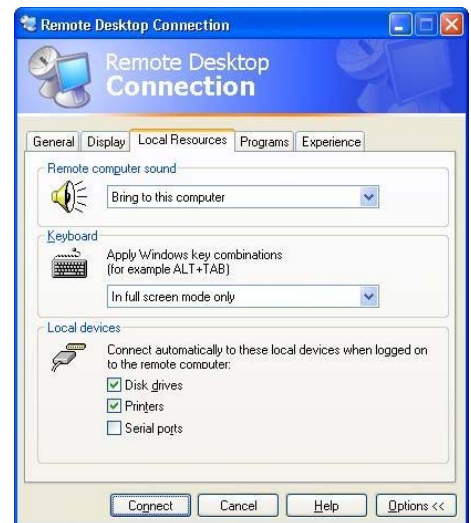 Remote Desktop Connection
Remote Desktop
Connection
General Display Local Resources Programs Experience
Remote computer sound
Bring to this computer
Keyboard
Apply Windows key combinations
(for example ALT+TAB)
In full screen mode only
Local devices
Connect automatically to these local devices when logged on
to the remote computer:
Disk drives
Printers
Serial ports
Connect Cancel Help Options <<